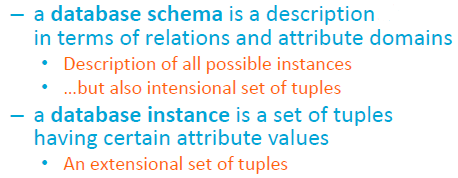 – a database schema is a description
in terms of relations and attribute domains
• Description of all possible instances
• …but also intensional set of tuples
– a database instance is a set of tuples
having certain attribute values
• An extensional set of tuples